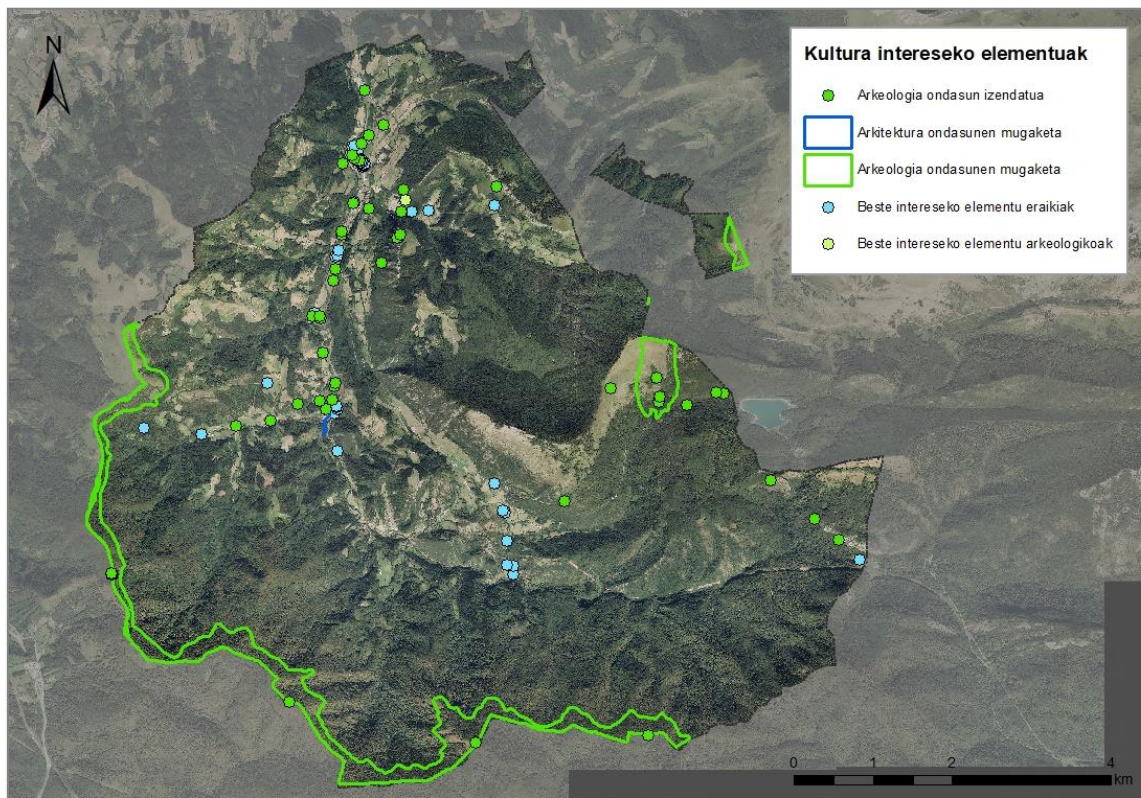 N
Kultura intereseko elementuak
Arkeologia ondasun izendatua
Arkitektura ondasunen mugaketa
Arkeologia ondasunen mugaketa
Beste intereseko elementu eraikiak
Beste intereseko elementu arkeologikoak
0 1 2 4
km